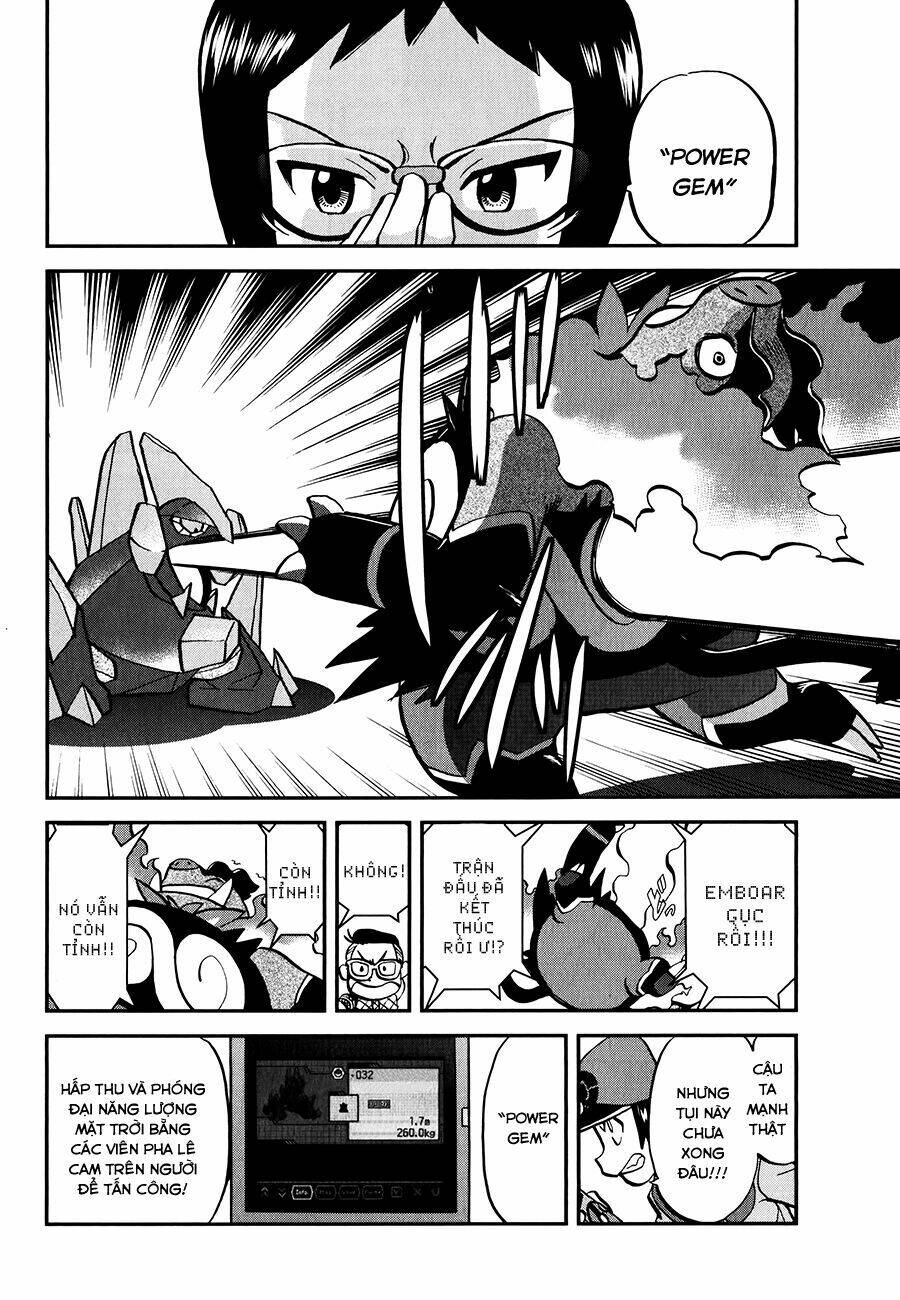 "POWER
GEM"
EMBOAR
GỤC
RỒI!!!
TRẬN
ĐẤU ĐÃ
KẾT
THÚC
RỒI Ư!?
KHÔNG!
CÒN
TỈNH!!
NÓ VẪN
CÒN
TỈNH!!
CẬU
TA
MẠNH
THẬT
NHƯNG
TỤI NÀY
CHƯA
XONG
ĐÂU!!!
"POWER
GEM"
032
1.7m
260.0kg
Info
HẤP THU VÀ PHÓNG
ĐẠI NĂNG LƯỢNG
MẶT TRỜI BẰNG
CÁC VIÊN PHA LÊ
CAM TRÊN NGƯỜI
ĐỂ TẤN CÔNG!